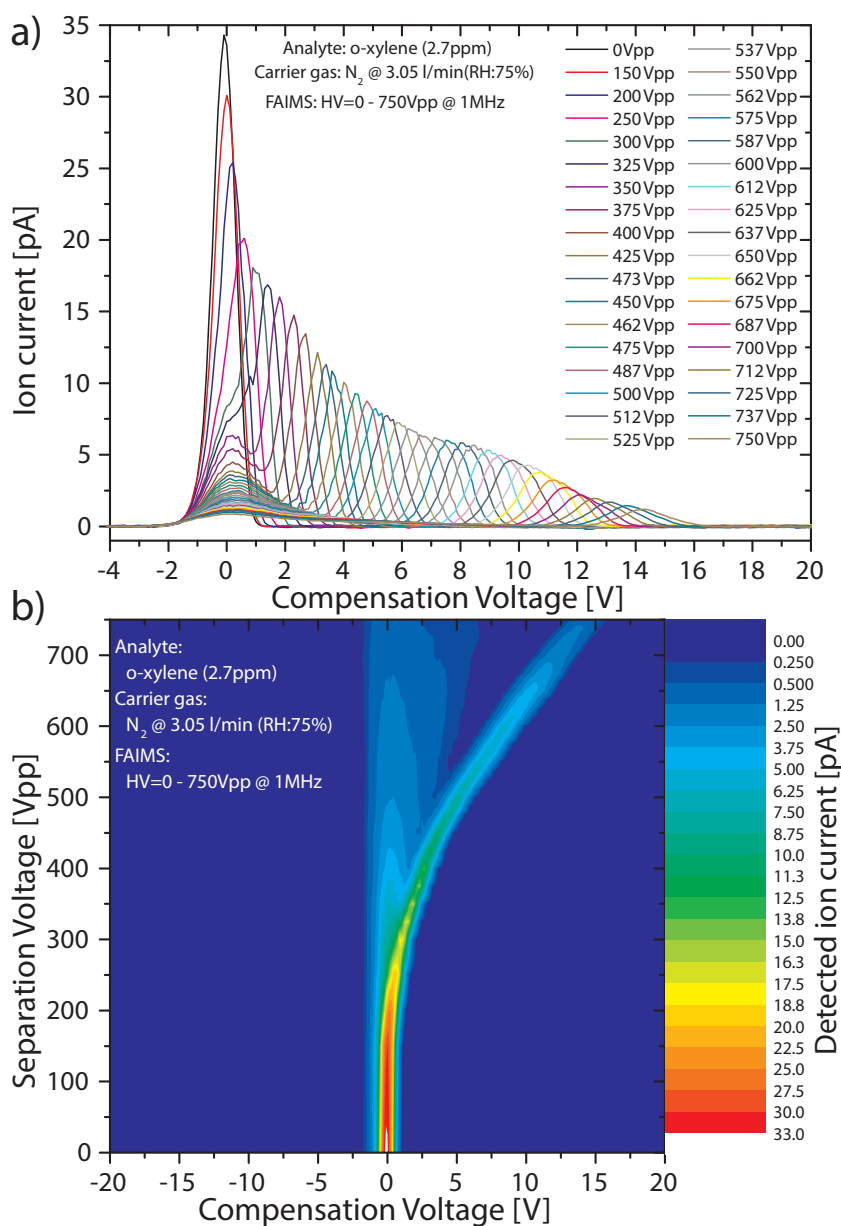 a)
35
30
25
20
15
10
5
0
Ion current [pA]
Analyte: o-xylene (2.7ppm)
Carrier gas: N₂ @ 3.05 l/min(RH:75%)
FAIMS: HV=0 - 750Vpp @ 1MHz
0Vpp
150Vpp
200Vpp
250Vpp
300Vpp
325Vpp
350Vpp
375Vpp
400Vpp
425Vpp
473Vpp
450Vpp
462Vpp
475Vpp
487Vpp
500Vpp
512Vpp
525Vpp
537Vpp
550Vpp
562Vpp
575Vpp
587Vpp
600Vpp
612Vpp
625Vpp
637Vpp
650Vpp
662Vpp
675Vpp
687Vpp
700Vpp
712Vpp
725Vpp
737Vpp
750Vpp
-4 -2 0 2 4 6 8 10 12 14 16 18 20
Compensation Voltage [V]
b)
700
600
500
400
300
200
100
0
Separation Voltage [Vpp]
Analyte:
o-xylene (2.7ppm)
Carrier gas:
N₂ @ 3.05 l/min (RH:75%)
FAIMS:
HV=0 - 750Vpp @ 1MHz
-20 -15 -10 -5 0 5 10 15 20
Compensation Voltage [V]
0.00
0.250
0.500
1.25
2.50
3.75
5.00
6.25
7.50
8.75
10.0
11.3
12.5
13.8
15.0
16.3
17.5
18.8
20.0
22.5
25.0
27.5
30.0
33.0
Detected ion current [pA]